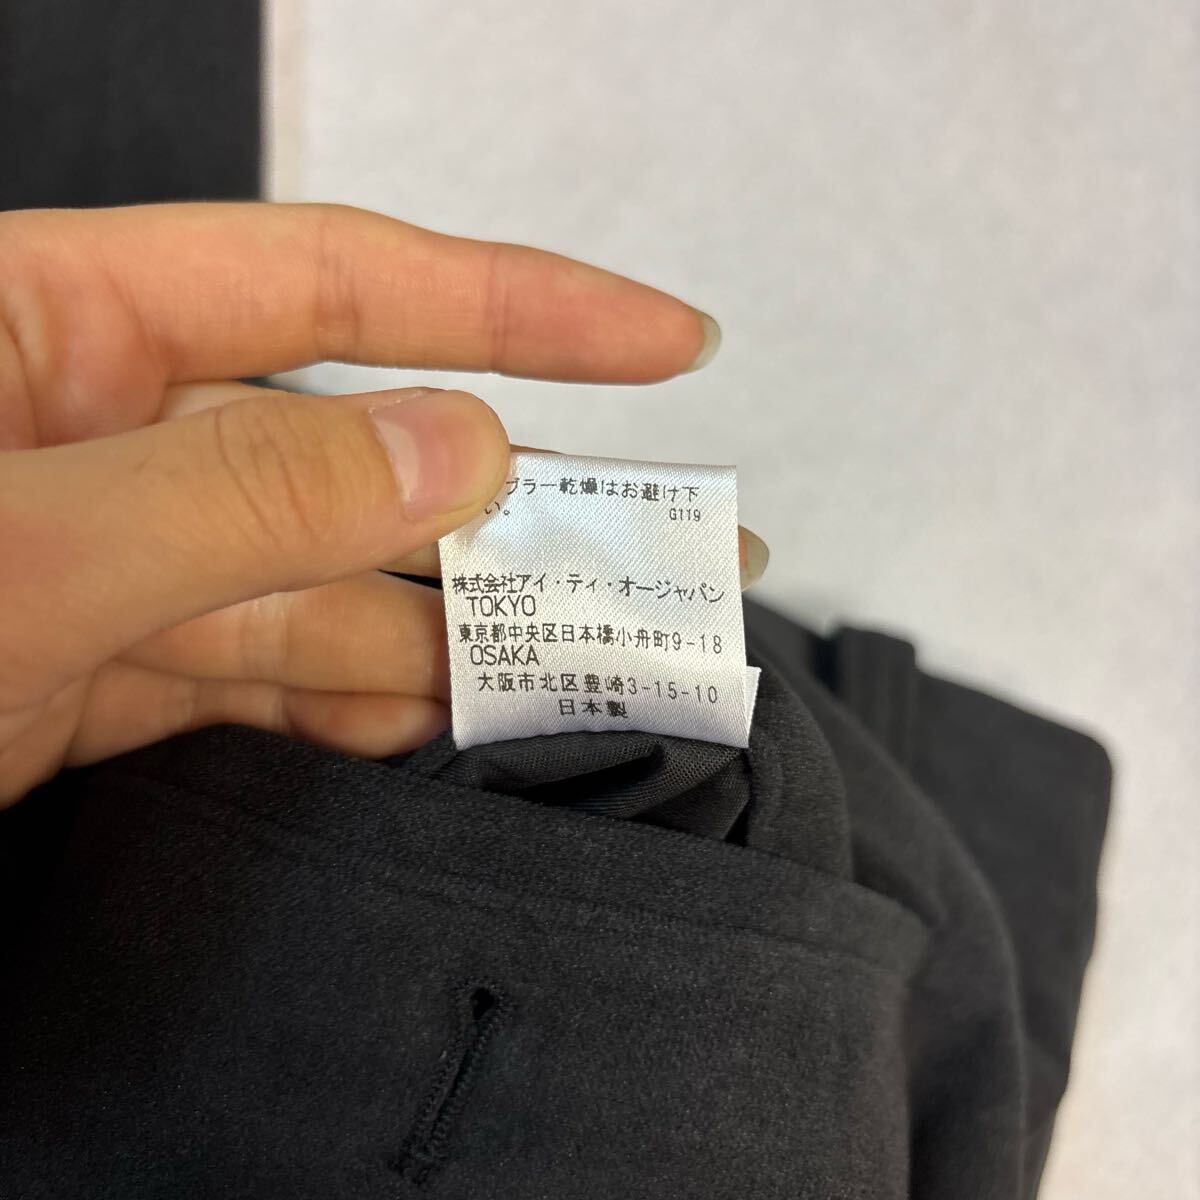 ブラー乾燥はお避け下
い。 G119
株式会社アイ・ティ・オージャパン
TOKYO
東京都中央区日本橋小舟町9-18
OSAKA
大阪市北区豊崎3-15-10
日本製